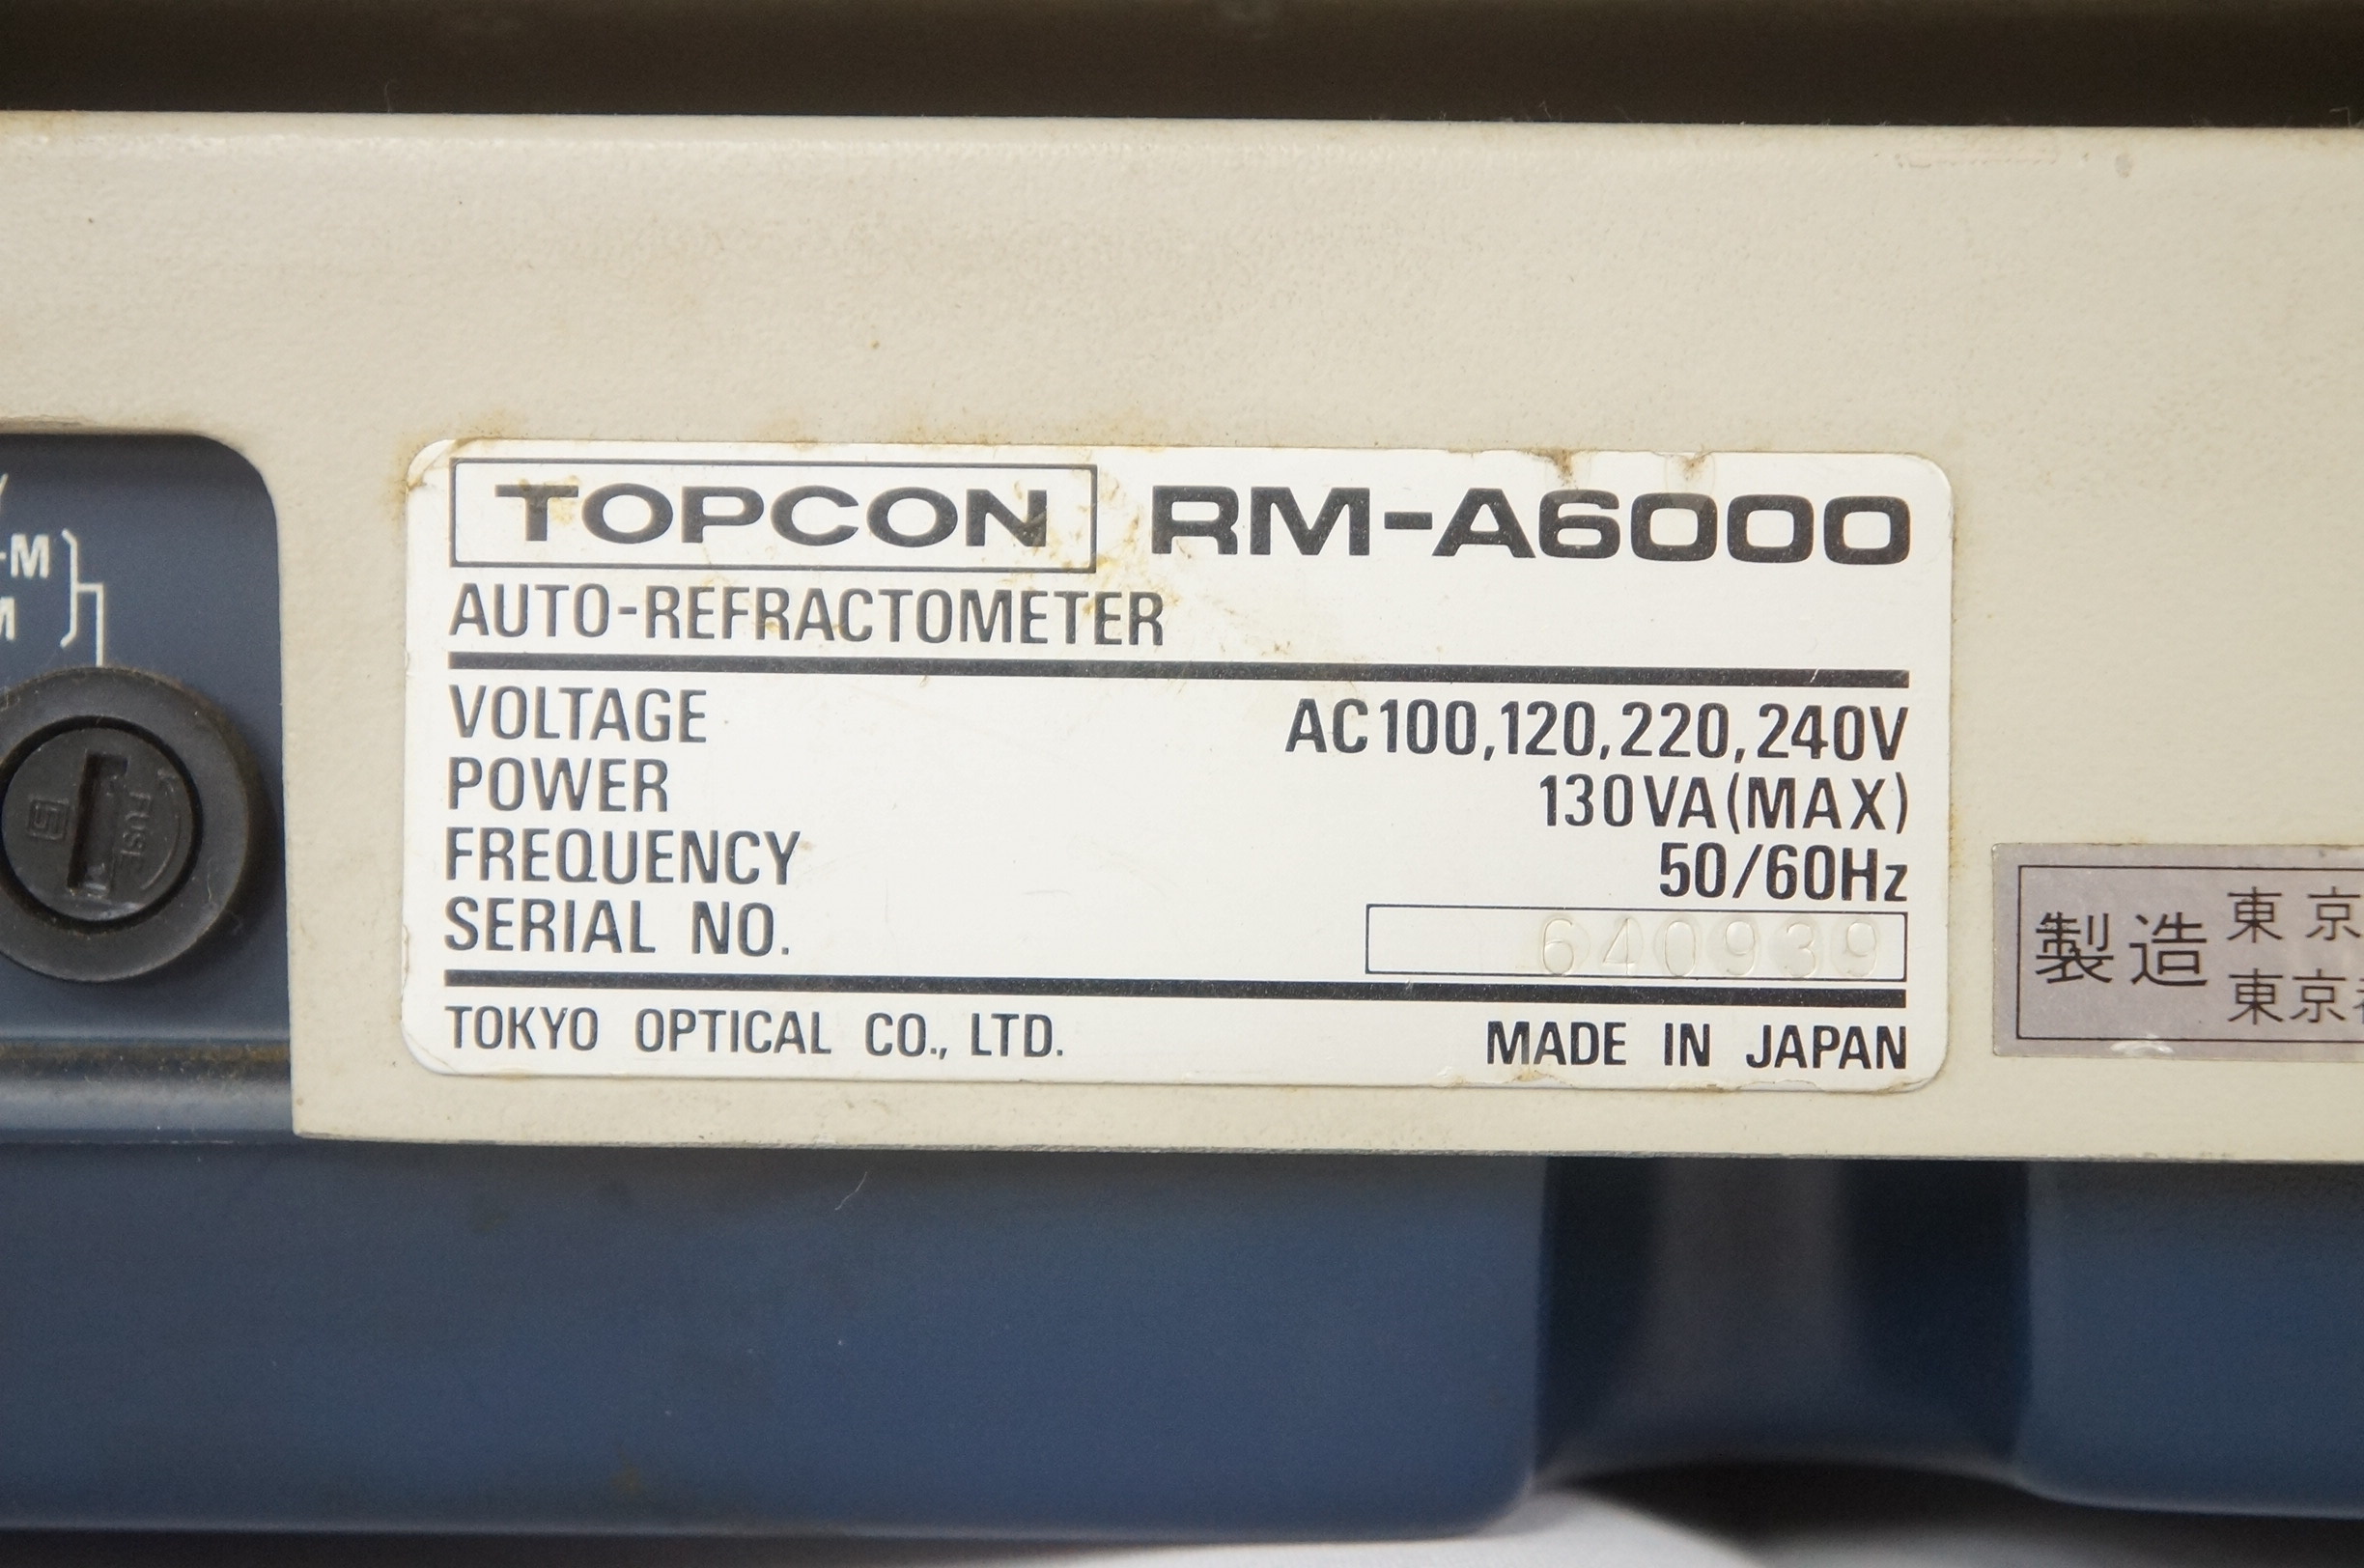 TOPCON RM-A6000
AUTO-REFRACTOMETER
VOLTAGE AC100,120,220,240V
POWER 130VA(MAX)
FREQUENCY 50/60Hz
SERIAL NO. 640939
TOKYO OPTICAL CO., LTD. MADE IN JAPAN
-M
M
FUSE
製造 東京
東京